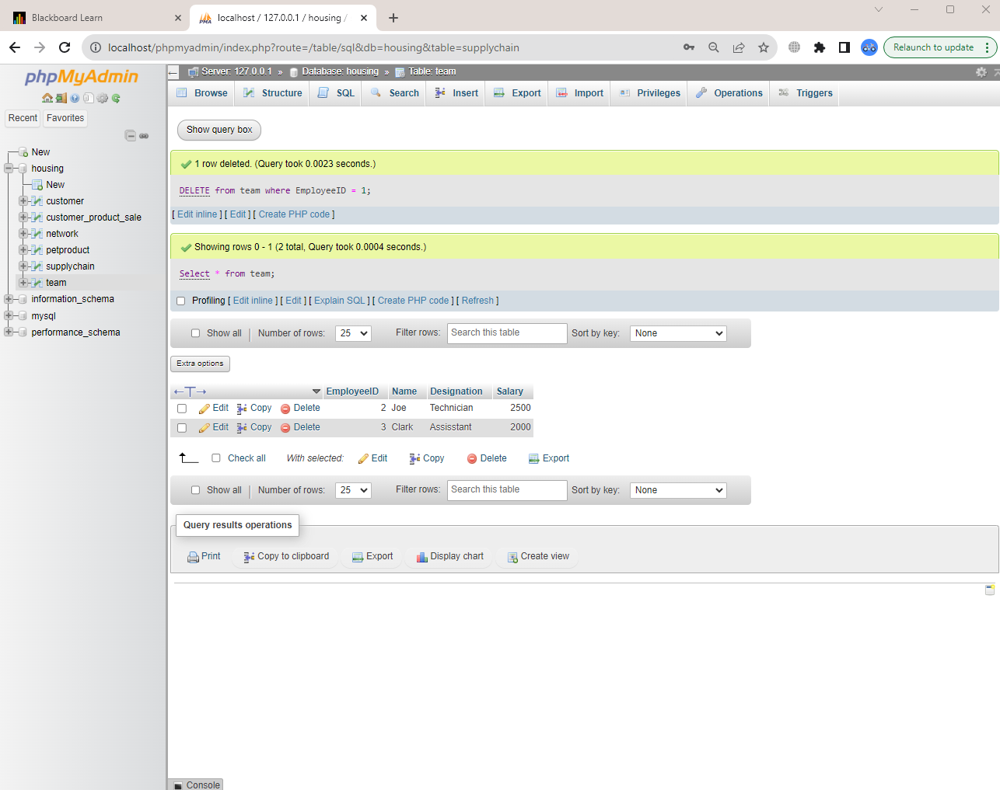 Blackboard Learn
localhost / 127.0.0.1 / housing /
localhost/phpmyadmin/index.php?route=/table/sql&db=housing&table=supplychain
Relaunch to update
phpMyAdmin
Recent
Favorites
New
housing
New
customer
customer_product_sale
network
petproduct
supplychain
team
information_schema
mysql
performance_schema
Server: 127.0.0.1 » Database: housing » Table: team
Browse Structure SQL Search Insert Export Import Privileges Operations Triggers
Show query box
1 row deleted. (Query took 0.0023 seconds.)
DELETE from team where EmployeeID = 1;
[ Edit inline ] [ Edit ] [ Create PHP code ]
Showing rows 0 - 1 (2 total, Query took 0.0004 seconds.)
Select * from team;
Profiling [ Edit inline ] [ Edit ] [ Explain SQL ] [ Create PHP code ] [ Refresh ]
Show all | Number of rows: 25 Filter rows: Search this table Sort by key: None
Extra options
←T→ EmployeeID Name Designation Salary
Edit Copy Delete 2 Joe Technician 2500
Edit Copy Delete 3 Clark Assisstant 2000
Check all With selected: Edit Copy Delete Export
Show all | Number of rows: 25 Filter rows: Search this table Sort by key: None
Query results operations
Print Copy to clipboard Export Display chart Create view
Console